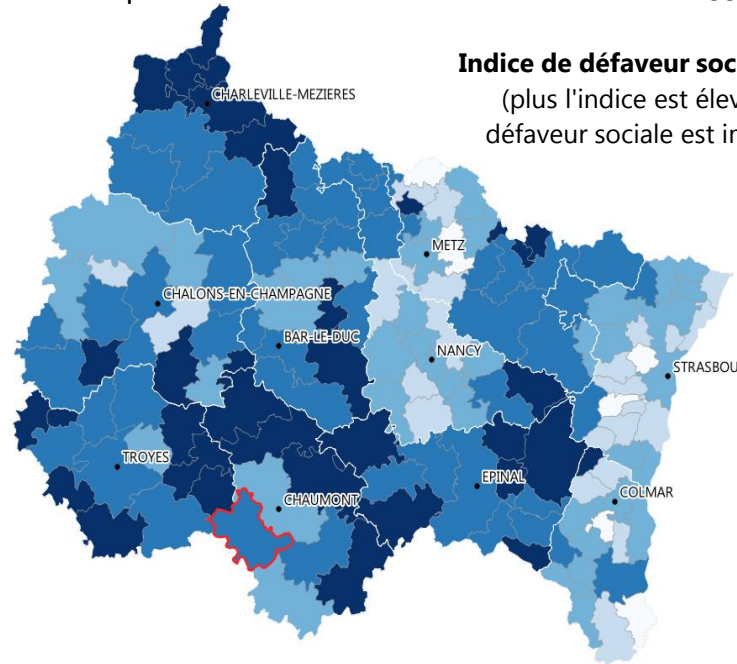 Indice de défaveur soc
(plus l'indice est élev
défaveur sociale est in
CHARLEVILLE-MEZIERES
METZ
CHALONS-EN-CHAMPAGNE
BAR-LE-DUC
NANCY
STRASBOU
TROYES
EPINAL
CHAUMONT
COLMAR